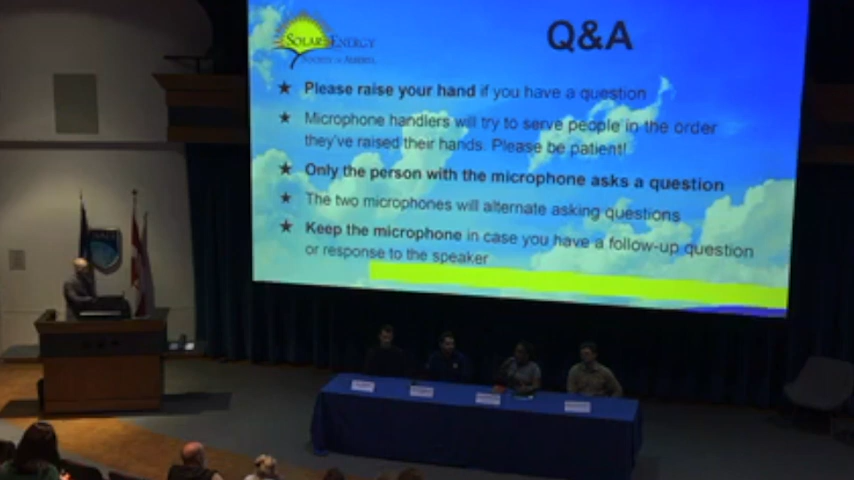 SOLAR ENERGY
SOCIETY OF ALBERTA
Q&A
★ Please raise your hand if you have a question
★ Microphone handlers will try to serve people in the order
they've raised their hands. Please be patient!
★ Only the person with the microphone asks a question
★ The two microphones will alternate asking questions
★ Keep the microphone in case you have a follow-up question
or response to the speaker